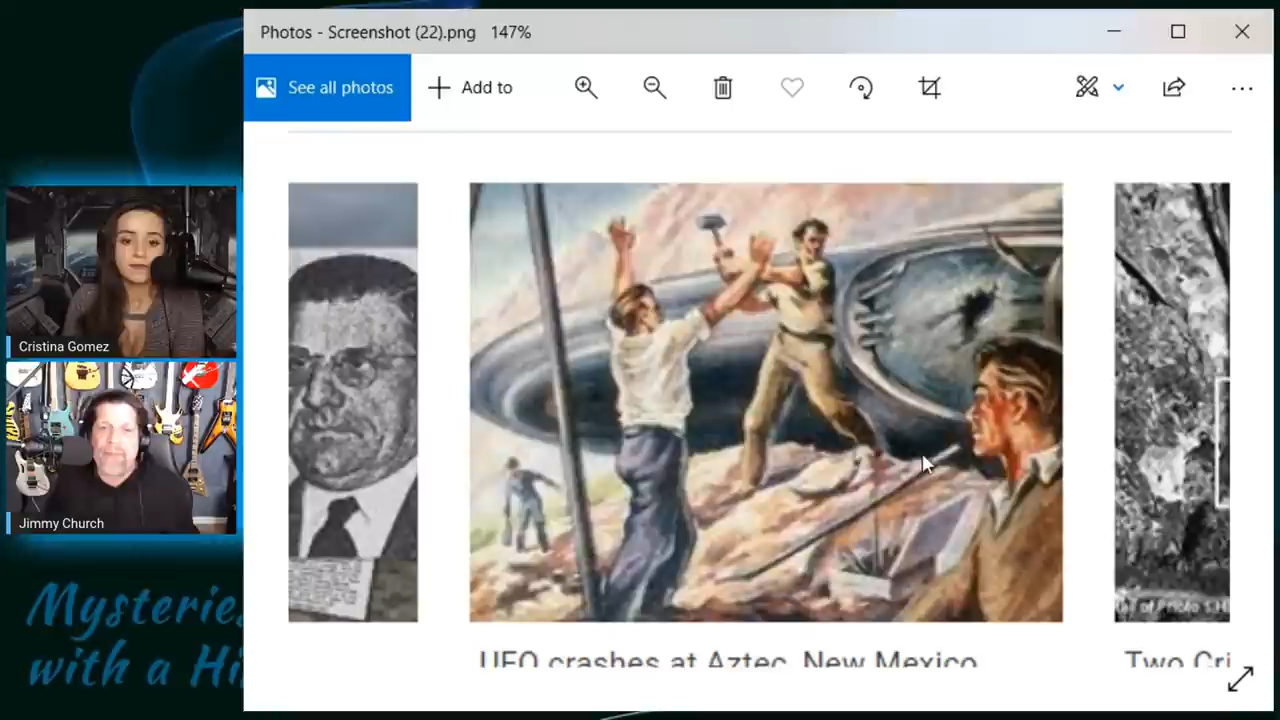 Photos - Screenshot (22).png 147%
See all photos
Add to
Cristina Gomez
Jimmy Church
Mysterie
with a Hi
UFO crashes at Aztec, New Mexico
Two Cri